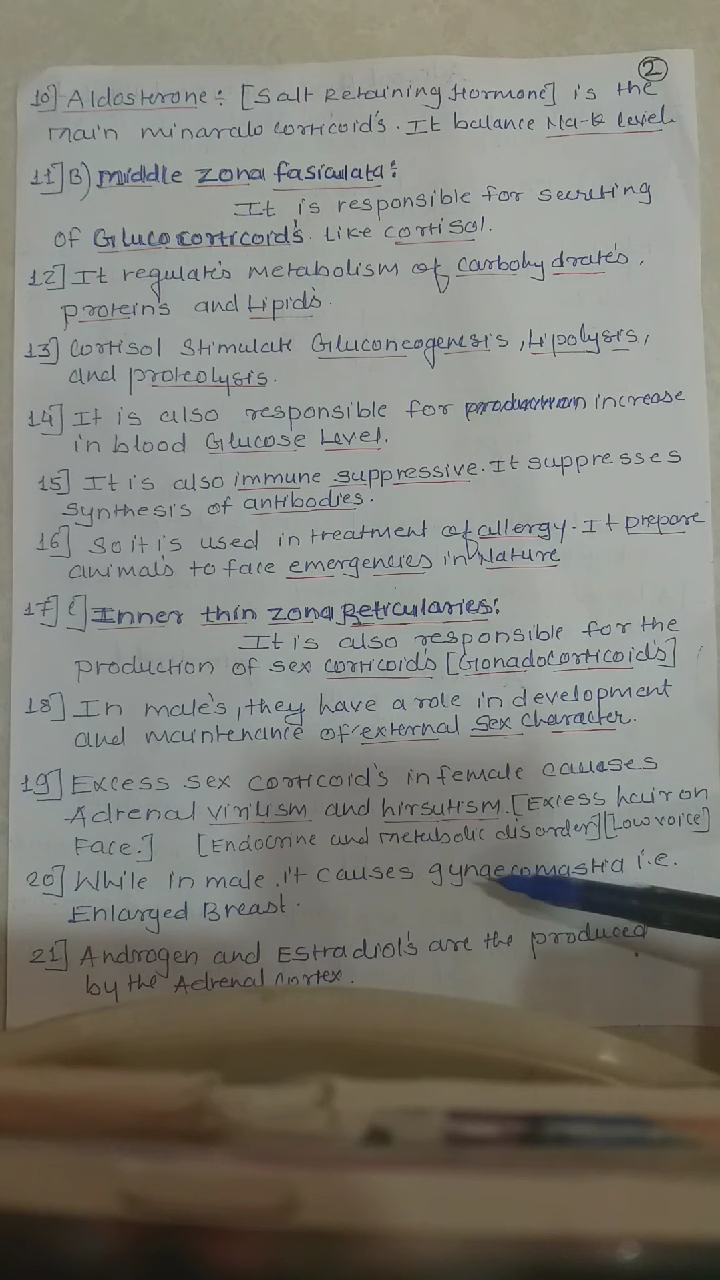 ②
10] Aldosterone: [Salt Retaining Hormone] is the
main minaralo corticoid's. It balance Na-K Level.
11] B) Middle zona fasiculata:
It is responsible for secreting
of Glucocorticoid's. Like cortisol.
12] It regulate's metabolism of carbohydrate's,
protein's and Lipid's.
13] Cortisol Stimulate Gluconeogenesis, Lipolysis,
and proteolysis.
14] It is also responsible for increase
in blood Glucose Level.
15] It is also immune suppressive. It suppresses
synthesis of antibodies.
16] So it is used in treatment of allergy. It prepare
animals to face emergencies in Nature
17] C] Inner thin zona Reticularies:
It is also responsible for the
production of sex corticoid's [Gonadocorticoid's]
18] In male's, they have a role in development
and maintenance of external Sex character.
19] Excess sex corticoid's in female causes
Adrenal virilism and hirsutism. [Excess hair on
Face.] [Endocrine and metabolic disorder] [Low voice]
20] While in male. it causes gynaecomastia i.e.
Enlarged Breast.
21] Androgen and Estradiol's are the produced
by the Adrenal cortex.